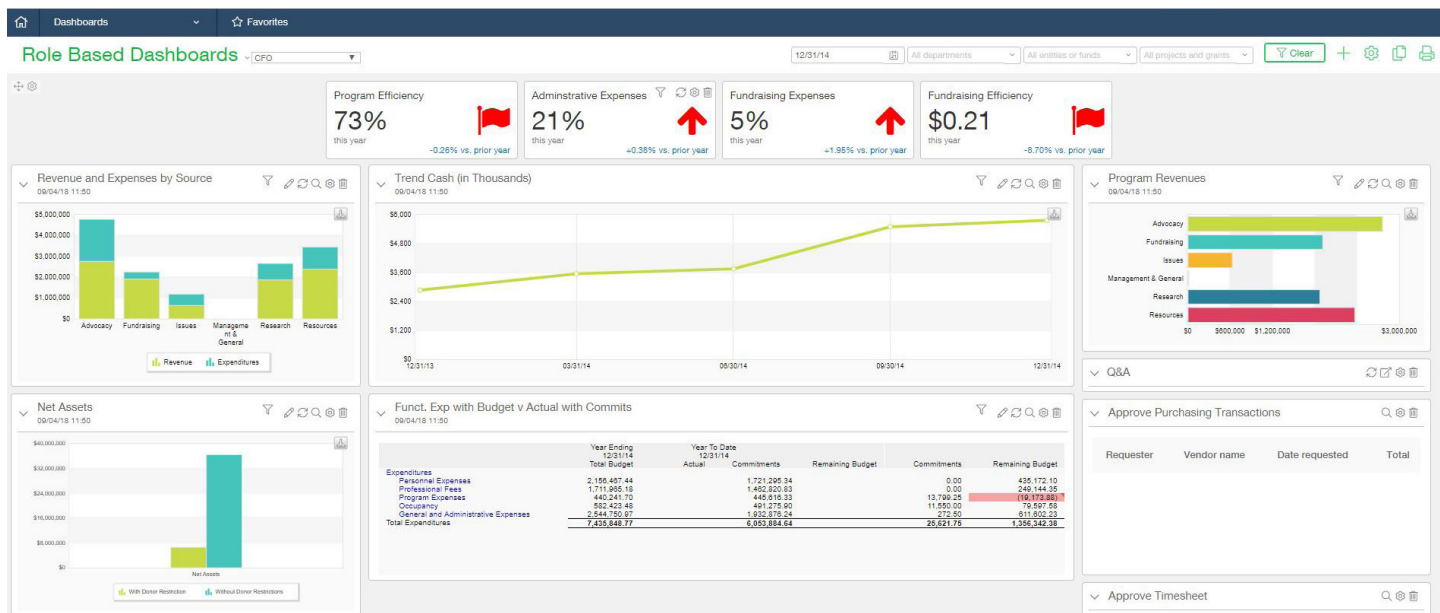 Dashboards
Favorites
Role Based Dashboards
CFO
12/31/14
All departments
All entities or funds
All projects and grants
Clear
Program Efficiency
73%
this year
-0.26% vs. prior year
Adminstrative Expenses
21%
this year
+0.38% vs. prior year
Fundraising Expenses
5%
this year
+1.95% vs. prior year
Fundraising Efficiency
$0.21
this year
-8.70% vs. prior year
Revenue and Expenses by Source
09/04/18 11:50
$5,000,000
$4,000,000
$3,000,000
$2,000,000
$1,000,000
$0
Advocacy Fundraising Issues Manageme Research Resources
nt &
General
Revenue Expenditures
Trend Cash (in Thousands)
09/04/18 11:50
$6,000
$4,800
$3,600
$2,400
$1,200
$0
12/31/13 03/31/14 06/30/14 09/30/14 12/31/14
Program Revenues
09/04/18 11:50
Advocacy
Fundraising
Issues
Management & General
Research
Resources
$0 $600,000 $1,200,000 $3,000,000
Q&A
Net Assets
09/04/18 11:50
$40,000,000
$32,000,000
$24,000,000
$16,000,000
$8,000,000
$0
Net Assets
With Donor Restriction Without Donor Restrictions
Funct. Exp with Budget v Actual with Commits
09/04/18 11:50
Year Ending Year To Date
12/31/14 12/31/14
Total Budget Actual Commitments Remaining Budget Commitments Remaining Budget
Expenditures
Personnel Expenses 2,156,467.44 1,721,295.34 0.00 435,172.10
Professional Fees 1,711,965.18 1,462,820.83 0.00 249,144.35
Program Expenses 440,241.70 445,616.33 13,799.25 (19,173.88)
Occupancy 582,423.48 491,275.90 11,550.00 79,597.58
General and Administrative Expenses 2,544,750.97 1,932,876.24 272.50 611,602.23
Total Expenditures 7,435,848.77 6,053,884.64 25,621.75 1,356,342.38
Approve Purchasing Transactions
Requester Vendor name Date requested Total
Approve Timesheet